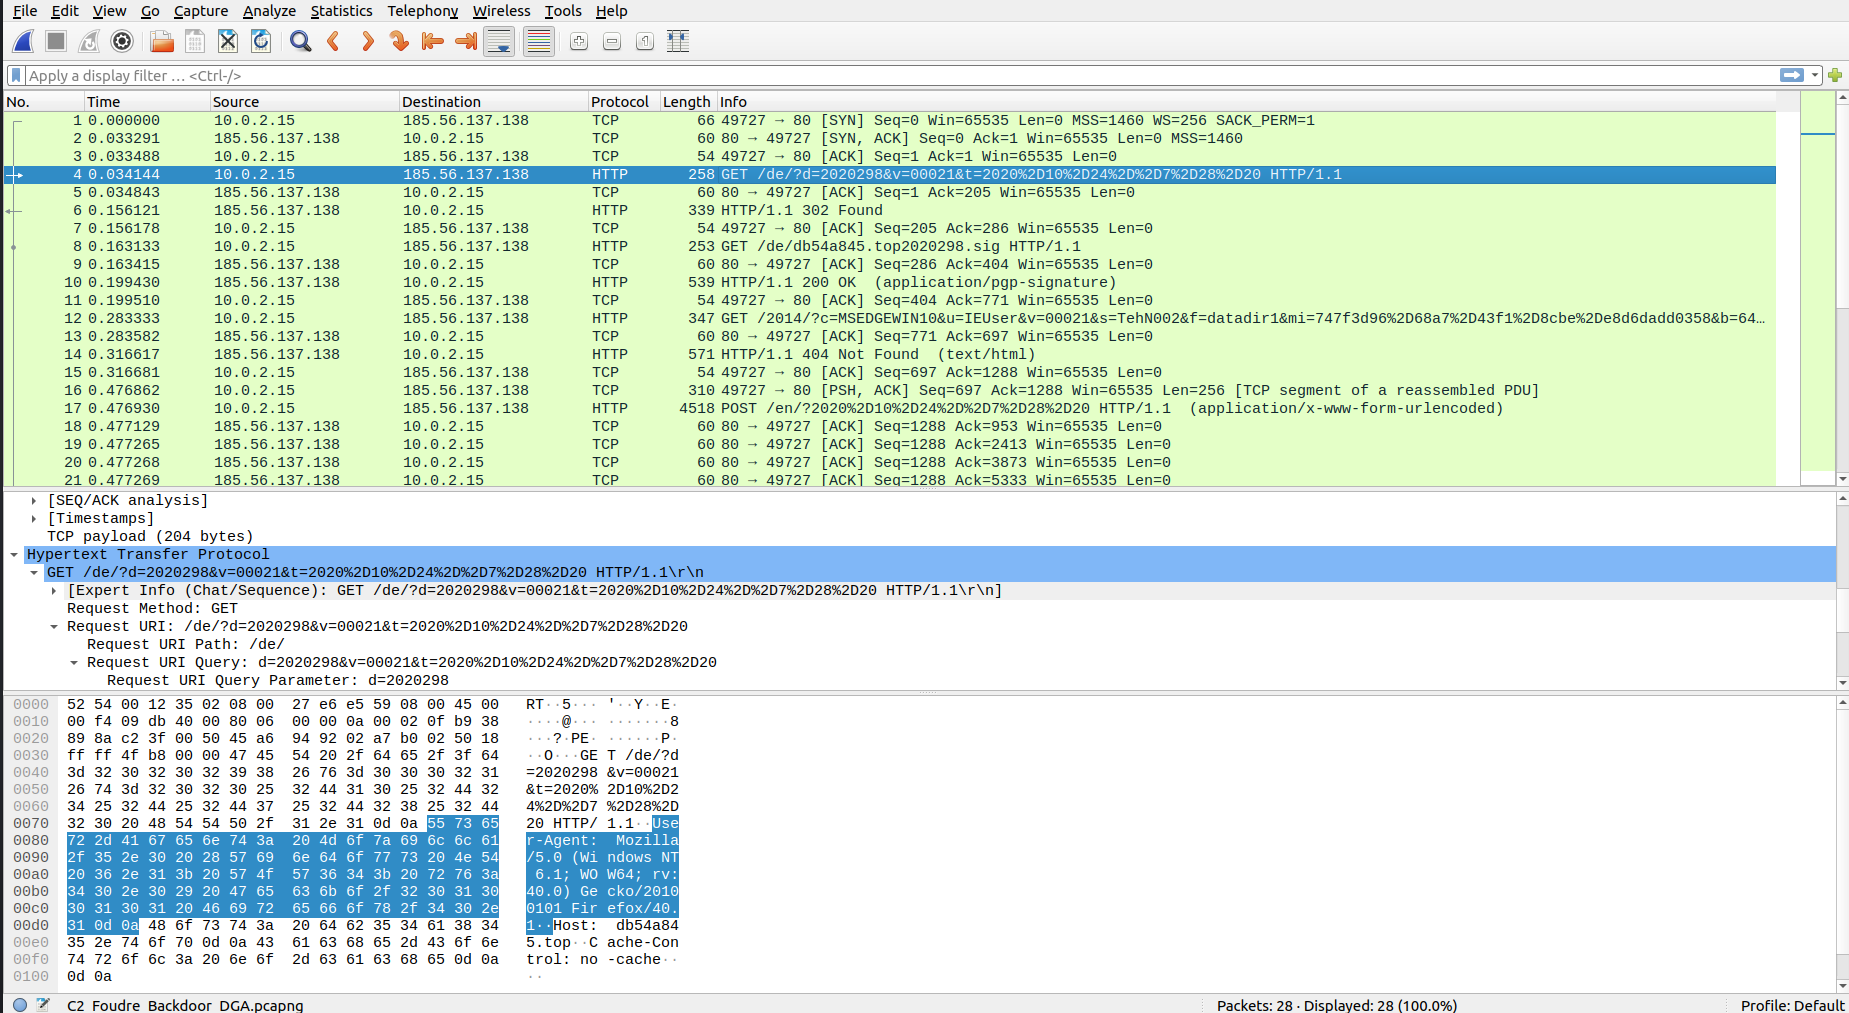 File Edit View Go Capture Analyze Statistics Telephony Wireless Tools Help
Apply a display filter … <Ctrl-/>
No. Time Source Destination Protocol Length Info
1 0.000000 10.0.2.15 185.56.137.138 TCP 66 49727 → 80 [SYN] Seq=0 Win=65535 Len=0 MSS=1460 WS=256 SACK_PERM=1
2 0.033291 185.56.137.138 10.0.2.15 TCP 60 80 → 49727 [SYN, ACK] Seq=0 Ack=1 Win=65535 Len=0 MSS=1460
3 0.033488 10.0.2.15 185.56.137.138 TCP 54 49727 → 80 [ACK] Seq=1 Ack=1 Win=65535 Len=0
4 0.034144 10.0.2.15 185.56.137.138 HTTP 258 GET /de/?d=2020298&v=00021&t=2020%2D10%2D24%2D%2D7%2D28%2D20 HTTP/1.1
5 0.034843 185.56.137.138 10.0.2.15 TCP 60 80 → 49727 [ACK] Seq=1 Ack=205 Win=65535 Len=0
6 0.156121 185.56.137.138 10.0.2.15 HTTP 339 HTTP/1.1 302 Found
7 0.156178 10.0.2.15 185.56.137.138 TCP 54 49727 → 80 [ACK] Seq=205 Ack=286 Win=65535 Len=0
8 0.163133 10.0.2.15 185.56.137.138 HTTP 253 GET /de/db54a845.top2020298.sig HTTP/1.1
9 0.163415 185.56.137.138 10.0.2.15 TCP 60 80 → 49727 [ACK] Seq=286 Ack=404 Win=65535 Len=0
10 0.199430 185.56.137.138 10.0.2.15 HTTP 539 HTTP/1.1 200 OK (application/pgp-signature)
11 0.199510 10.0.2.15 185.56.137.138 TCP 54 49727 → 80 [ACK] Seq=404 Ack=771 Win=65535 Len=0
12 0.283333 10.0.2.15 185.56.137.138 HTTP 347 GET /2014/?c=MSEDGEWIN10&u=IEUser&v=00021&s=TehN002&f=datadir1&mi=747f3d96%2D68a7%2D43f1%2D8cbe%2De8d6dadd0358&b=64…
13 0.283582 185.56.137.138 10.0.2.15 TCP 60 80 → 49727 [ACK] Seq=771 Ack=697 Win=65535 Len=0
14 0.316617 185.56.137.138 10.0.2.15 HTTP 571 HTTP/1.1 404 Not Found (text/html)
15 0.316681 10.0.2.15 185.56.137.138 TCP 54 49727 → 80 [ACK] Seq=697 Ack=1288 Win=65535 Len=0
16 0.476862 10.0.2.15 185.56.137.138 TCP 310 49727 → 80 [PSH, ACK] Seq=697 Ack=1288 Win=65535 Len=256 [TCP segment of a reassembled PDU]
17 0.476930 10.0.2.15 185.56.137.138 HTTP 4518 POST /en/?2020%2D10%2D24%2D%2D7%2D28%2D20 HTTP/1.1 (application/x-www-form-urlencoded)
18 0.477129 185.56.137.138 10.0.2.15 TCP 60 80 → 49727 [ACK] Seq=1288 Ack=953 Win=65535 Len=0
19 0.477265 185.56.137.138 10.0.2.15 TCP 60 80 → 49727 [ACK] Seq=1288 Ack=2413 Win=65535 Len=0
20 0.477268 185.56.137.138 10.0.2.15 TCP 60 80 → 49727 [ACK] Seq=1288 Ack=3873 Win=65535 Len=0
21 0.477269 185.56.137.138 10.0.2.15 TCP 60 80 → 49727 [ACK] Seq=1288 Ack=5333 Win=65535 Len=0
[SEQ/ACK analysis]
[Timestamps]
TCP payload (204 bytes)
Hypertext Transfer Protocol
GET /de/?d=2020298&v=00021&t=2020%2D10%2D24%2D%2D7%2D28%2D20 HTTP/1.1\r\n
[Expert Info (Chat/Sequence): GET /de/?d=2020298&v=00021&t=2020%2D10%2D24%2D%2D7%2D28%2D20 HTTP/1.1\r\n]
Request Method: GET
Request URI: /de/?d=2020298&v=00021&t=2020%2D10%2D24%2D%2D7%2D28%2D20
Request URI Path: /de/
Request URI Query: d=2020298&v=00021&t=2020%2D10%2D24%2D%2D7%2D28%2D20
Request URI Query Parameter: d=2020298
0000 52 54 00 12 35 02 08 00 27 e6 e5 59 08 00 45 00 RT··5··· '··Y··E·
0010 00 f4 09 db 40 00 80 06 00 00 0a 00 02 0f b9 38 ····@··· ·······8
0020 89 8a c2 3f 00 50 45 a6 94 92 02 a7 b0 02 50 18 ···?·PE· ······P·
0030 ff ff 4f b8 00 00 47 45 54 20 2f 64 65 2f 3f 64 ··O···GE T /de/?d
0040 3d 32 30 32 30 32 39 38 26 76 3d 30 30 30 32 31 =2020298 &v=00021
0050 26 74 3d 32 30 32 30 25 32 44 31 30 25 32 44 32 &t=2020% 2D10%2D2
0060 34 25 32 44 25 32 44 37 25 32 44 32 38 25 32 44 4%2D%2D7 %2D28%2D
0070 32 30 20 48 54 54 50 2f 31 2e 31 0d 0a 55 73 65 20 HTTP/ 1.1··Use
0080 72 2d 41 67 65 6e 74 3a 20 4d 6f 7a 69 6c 6c 61 r-Agent: Mozilla
0090 2f 35 2e 30 20 28 57 69 6e 64 6f 77 73 20 4e 54 /5.0 (Wi ndows NT
00a0 20 36 2e 31 3b 20 57 4f 57 36 34 3b 20 72 76 3a 6.1; WO W64; rv:
00b0 34 30 2e 30 29 20 47 65 63 6b 6f 2f 32 30 31 30 40.0) Ge cko/2010
00c0 30 31 30 31 20 46 69 72 65 66 6f 78 2f 34 30 2e 0101 Fir efox/40.
00d0 31 0d 0a 48 6f 73 74 3a 20 64 62 35 34 61 38 34 1··Host: db54a84
00e0 35 2e 74 6f 70 0d 0a 43 61 63 68 65 2d 43 6f 6e 5.top··C ache-Con
00f0 74 72 6f 6c 3a 20 6e 6f 2d 63 61 63 68 65 0d 0a trol: no -cache··
0100 0d 0a ··
C2_Foudre_Backdoor_DGA.pcapng Packets: 28 · Displayed: 28 (100.0%) Profile: Default